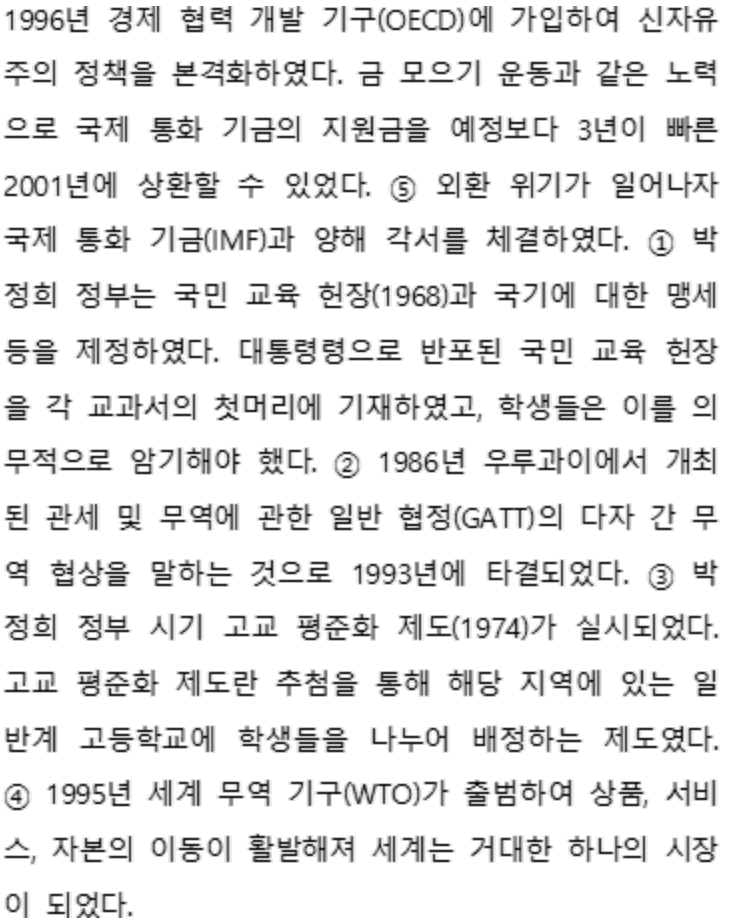 1996년 경제 협력 개발 기구(OECD)에 가입하여 신자유
주의 정책을 본격화하였다. 금 모으기 운동과 같은 노력
으로 국제 통화 기금의 지원금을 예정보다 3년이 빠른
2001년에 상환할 수 있었다. ⑤ 외환 위기가 일어나자
국제 통화 기금(IMF)과 양해 각서를 체결하였다. ① 박
정희 정부는 국민 교육 헌장(1968)과 국기에 대한 맹세
등을 제정하였다. 대통령령으로 반포된 국민 교육 헌장
을 각 교과서의 첫머리에 기재하였고, 학생들은 이를 의
무적으로 암기해야 했다. ② 1986년 우루과이에서 개최
된 관세 및 무역에 관한 일반 협정(GATT)의 다자 간 무
역 협상을 말하는 것으로 1993년에 타결되었다. ③ 박
정희 정부 시기 고교 평준화 제도(1974)가 실시되었다.
고교 평준화 제도란 추첨을 통해 해당 지역에 있는 일
반계 고등학교에 학생들을 나누어 배정하는 제도였다.
④ 1995년 세계 무역 기구(WTO)가 출범하여 상품, 서비
스, 자본의 이동이 활발해져 세계는 거대한 하나의 시장
이 되었다.